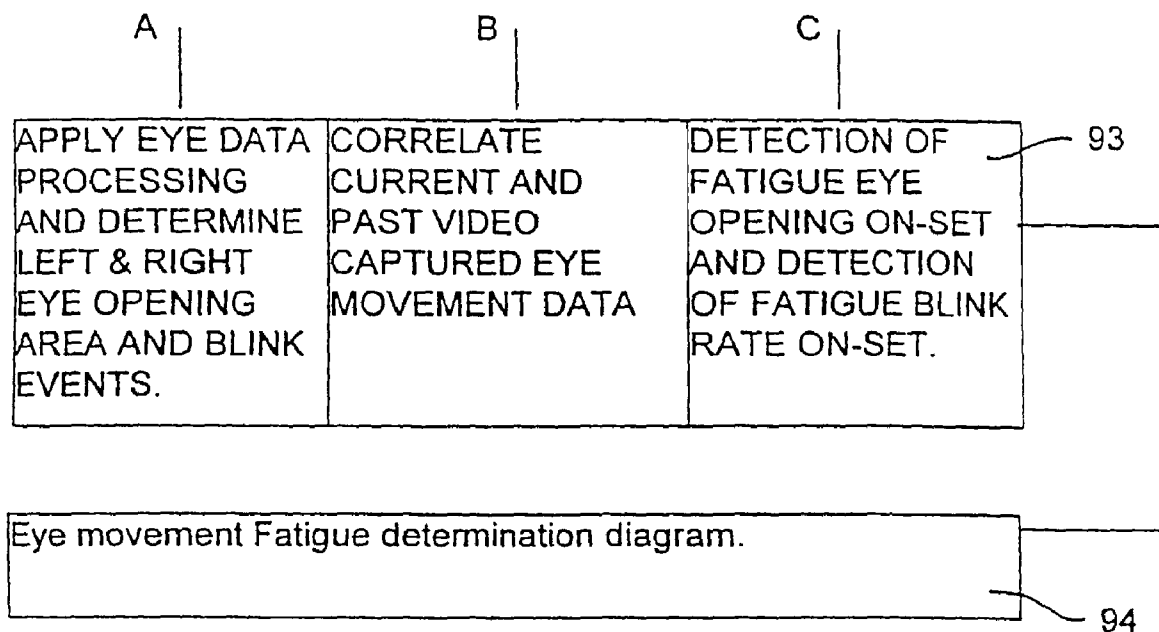 A
B
C
APPLY EYE DATA
PROCESSING
AND DETERMINE
LEFT & RIGHT
EYE OPENING
AREA AND BLINK
EVENTS.
CORRELATE
CURRENT AND
PAST VIDEO
CAPTURED EYE
MOVEMENT DATA
DETECTION OF
FATIGUE EYE
OPENING ON-SET
AND DETECTION
OF FATIGUE BLINK
RATE ON-SET.
93
Eye movement Fatigue determination diagram.
94